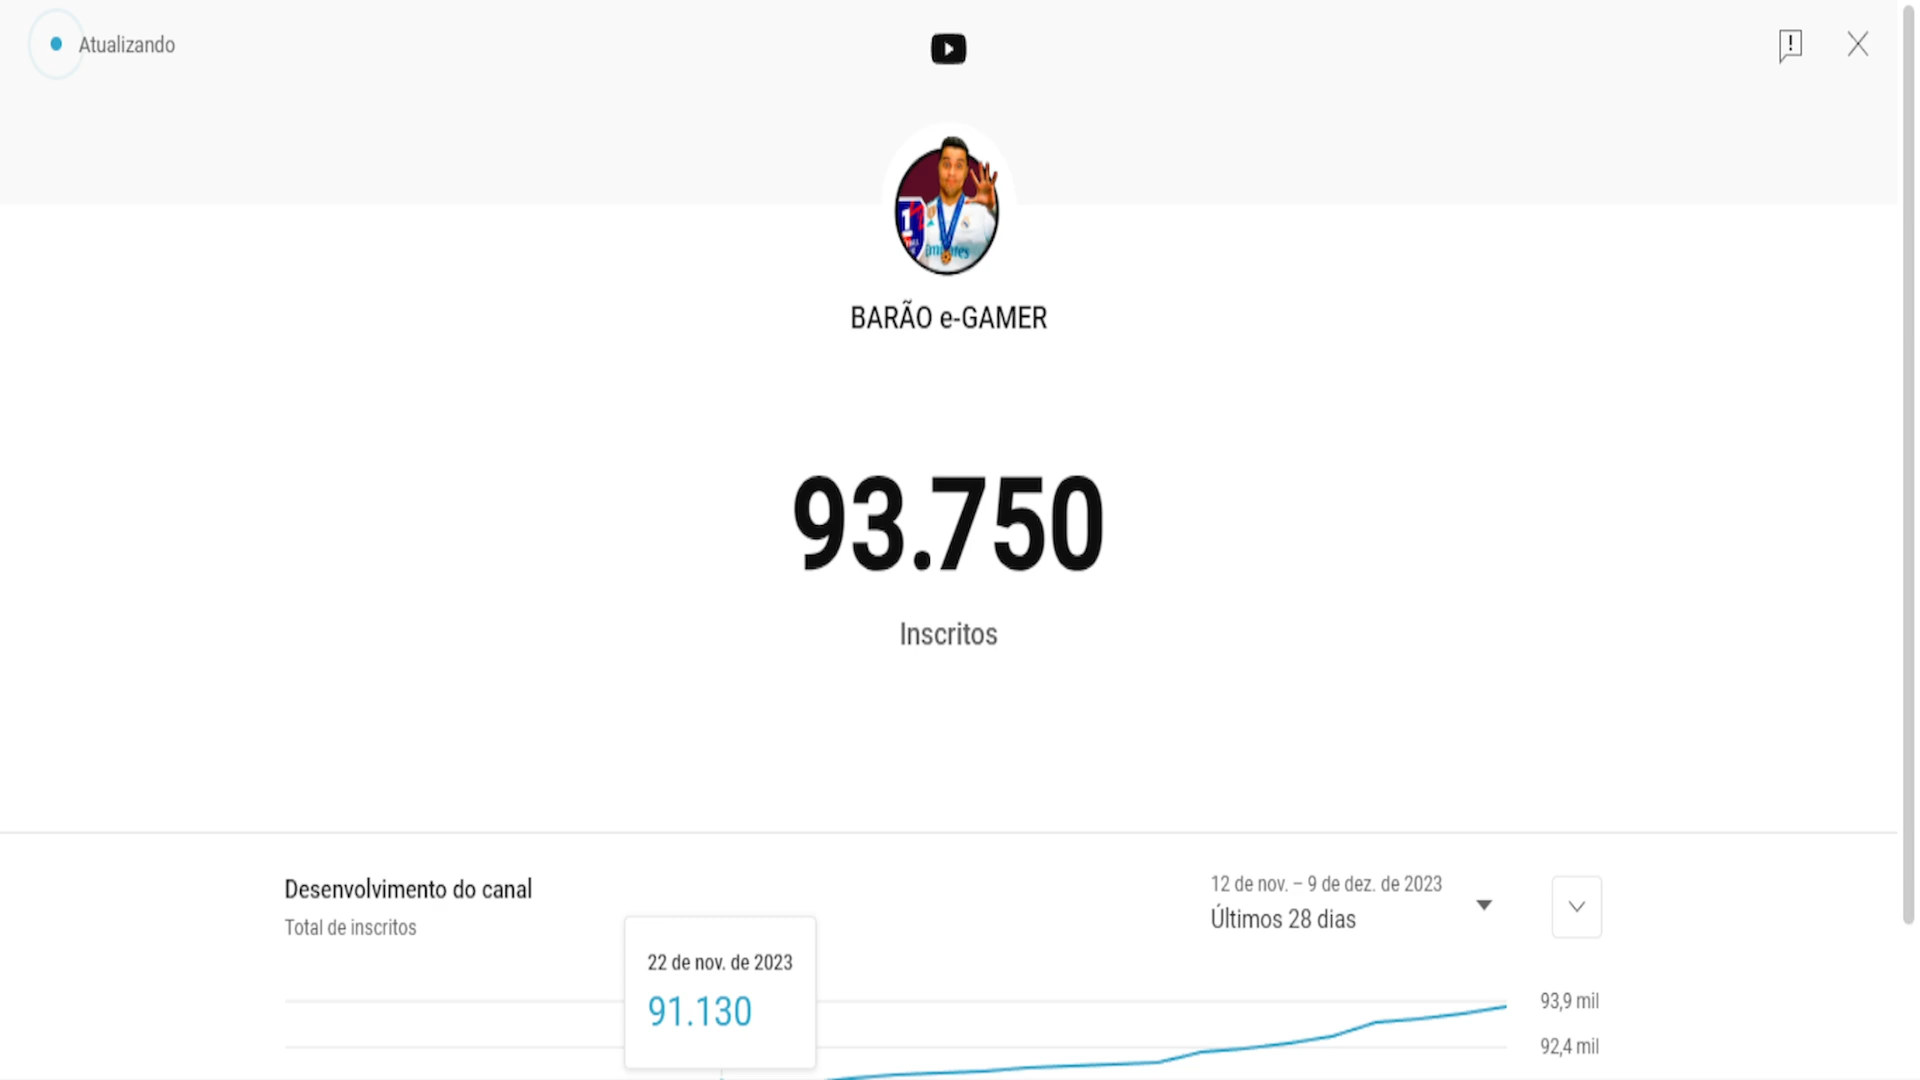 Atualizando
BARÃO e-GAMER
93.750
Inscritos
Desenvolvimento do canal
Total de inscritos
12 de nov. – 9 de dez. de 2023
Últimos 28 dias
22 de nov. de 2023
91.130
93,9 mil
92,4 mil